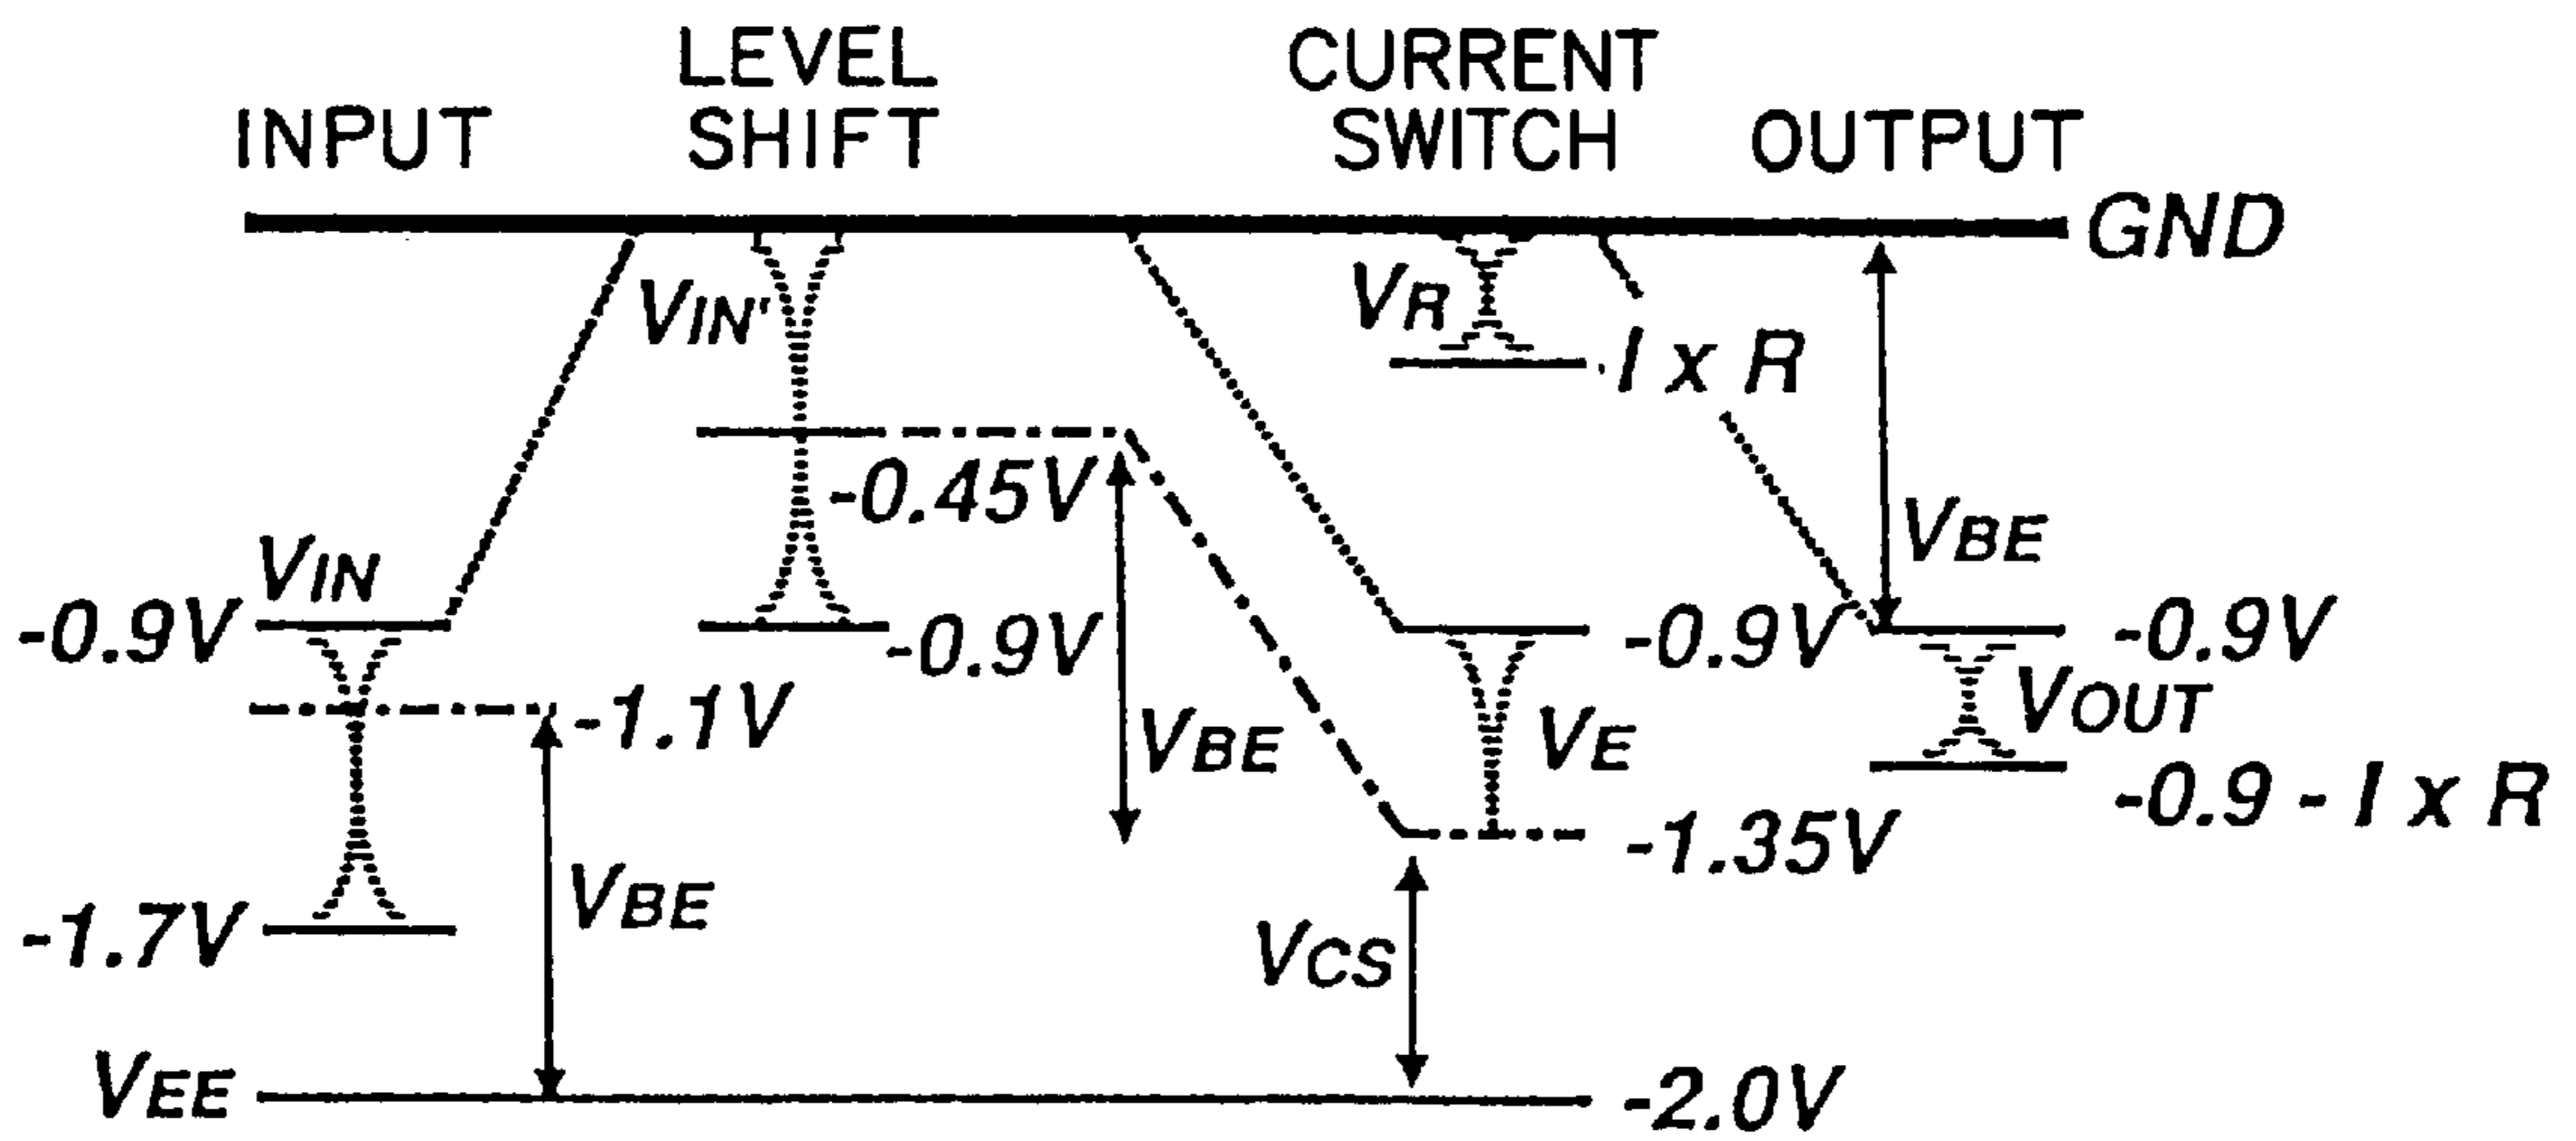 INPUT
LEVEL
SHIFT
CURRENT
SWITCH
OUTPUT
GND
VIN'
VR
I x R
-0.45V
VBE
VIN
-0.9V
-0.9V
-0.9V
-0.9V
-1.1V
VBE
VE
VOUT
-0.9 - I x R
-1.35V
VBE
-1.7V
VCS
VEE
-2.0V